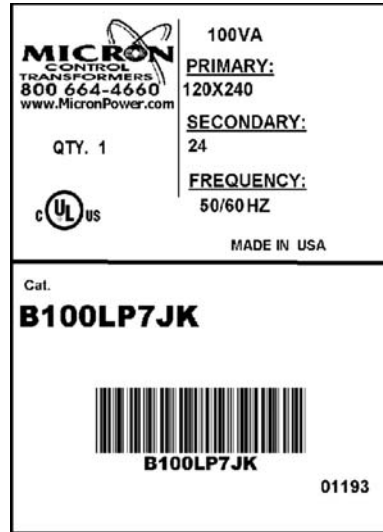 MICRON
CONTROL
TRANSFORMERS
800 664-4660
www.MicronPower.com
QTY. 1
c UL US
100VA
PRIMARY:
120X240
SECONDARY:
24
FREQUENCY:
50/60 HZ
MADE IN USA
Cat.
B100LP7JK
B100LP7JK
01193